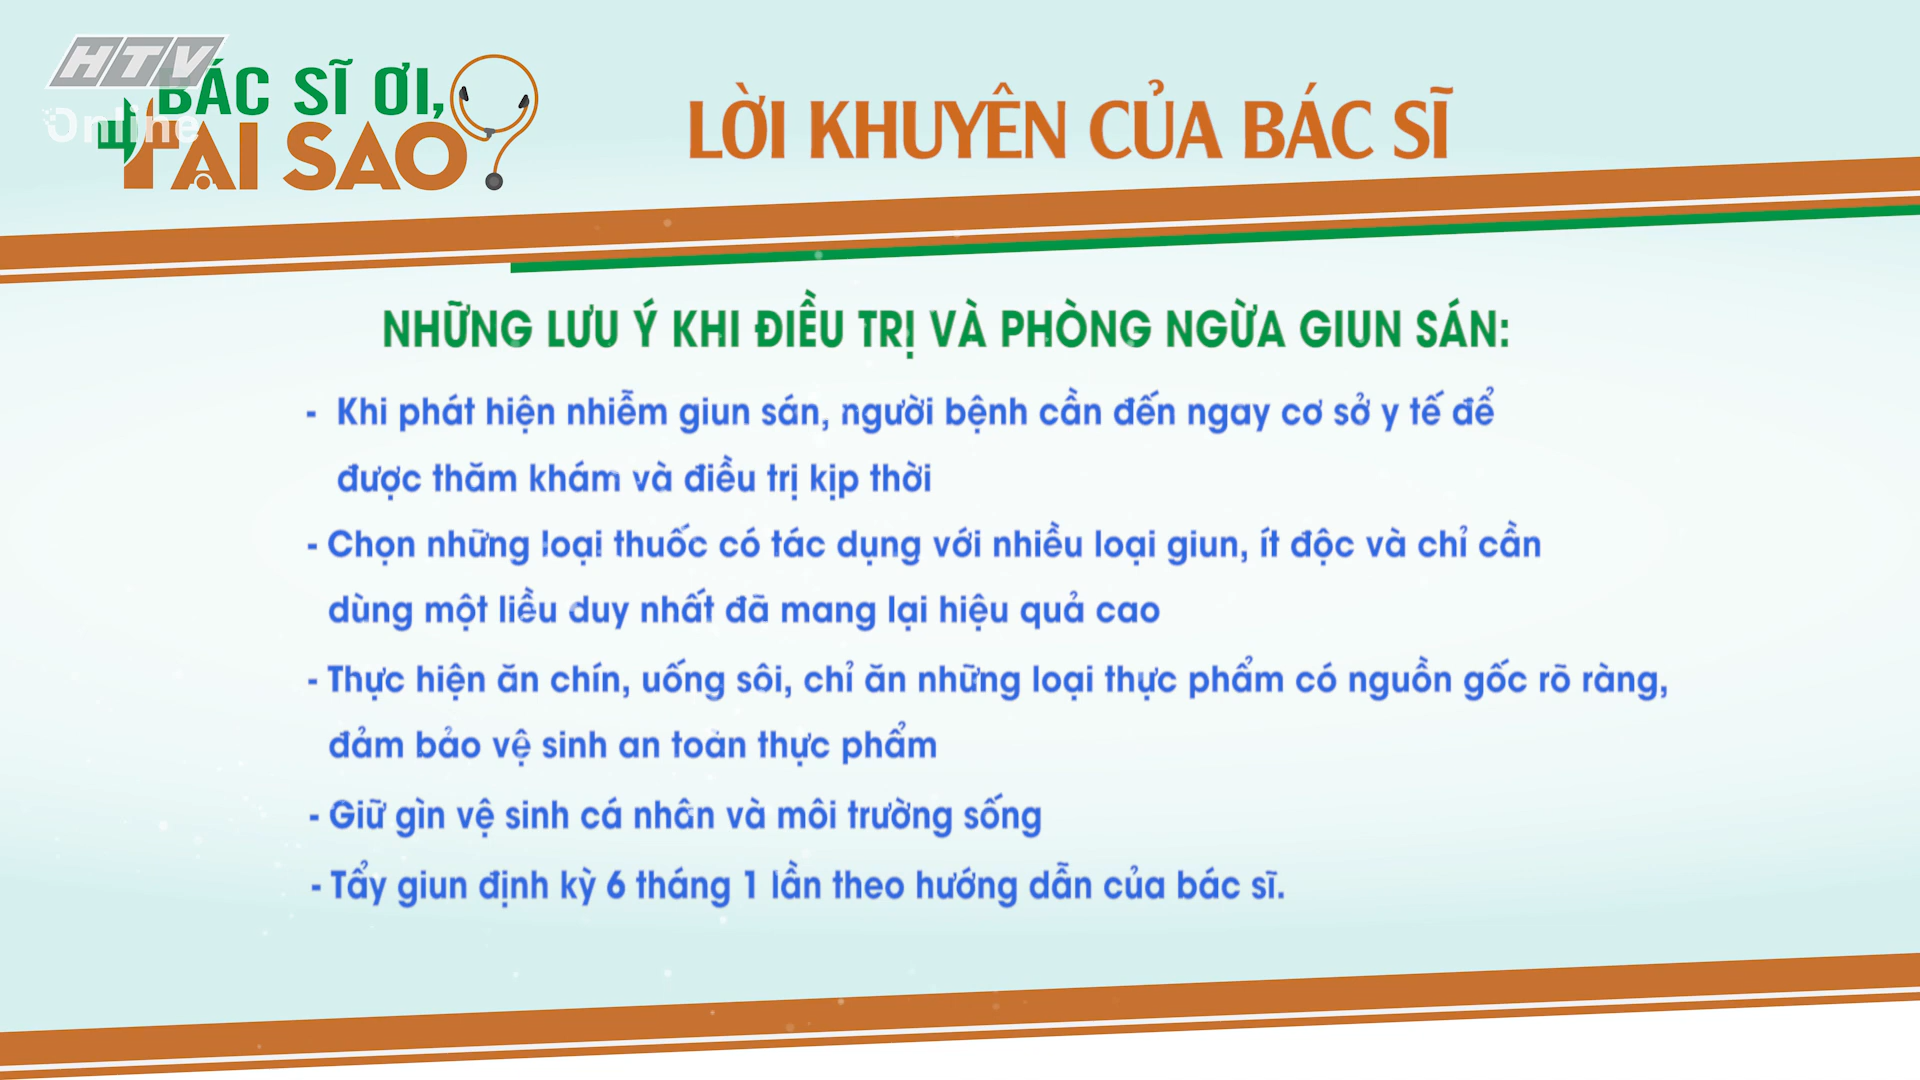 HTV
Online
BÁC SĨ ƠI,
TẠI SAO
LỜI KHUYÊN CỦA BÁC SĨ
NHỮNG LƯU Ý KHI ĐIỀU TRỊ VÀ PHÒNG NGỪA GIUN SÁN:
- Khi phát hiện nhiễm giun sán, người bệnh cần đến ngay cơ sở y tế để
được thăm khám và điều trị kịp thời
- Chọn những loại thuốc có tác dụng với nhiều loại giun, ít độc và chỉ cần
dùng một liều duy nhất đã mang lại hiệu quả cao
- Thực hiện ăn chín, uống sôi, chỉ ăn những loại thực phẩm có nguồn gốc rõ ràng,
đảm bảo vệ sinh an toàn thực phẩm
- Giữ gìn vệ sinh cá nhân và môi trường sống
- Tẩy giun định kỳ 6 tháng 1 lần theo hướng dẫn của bác sĩ.